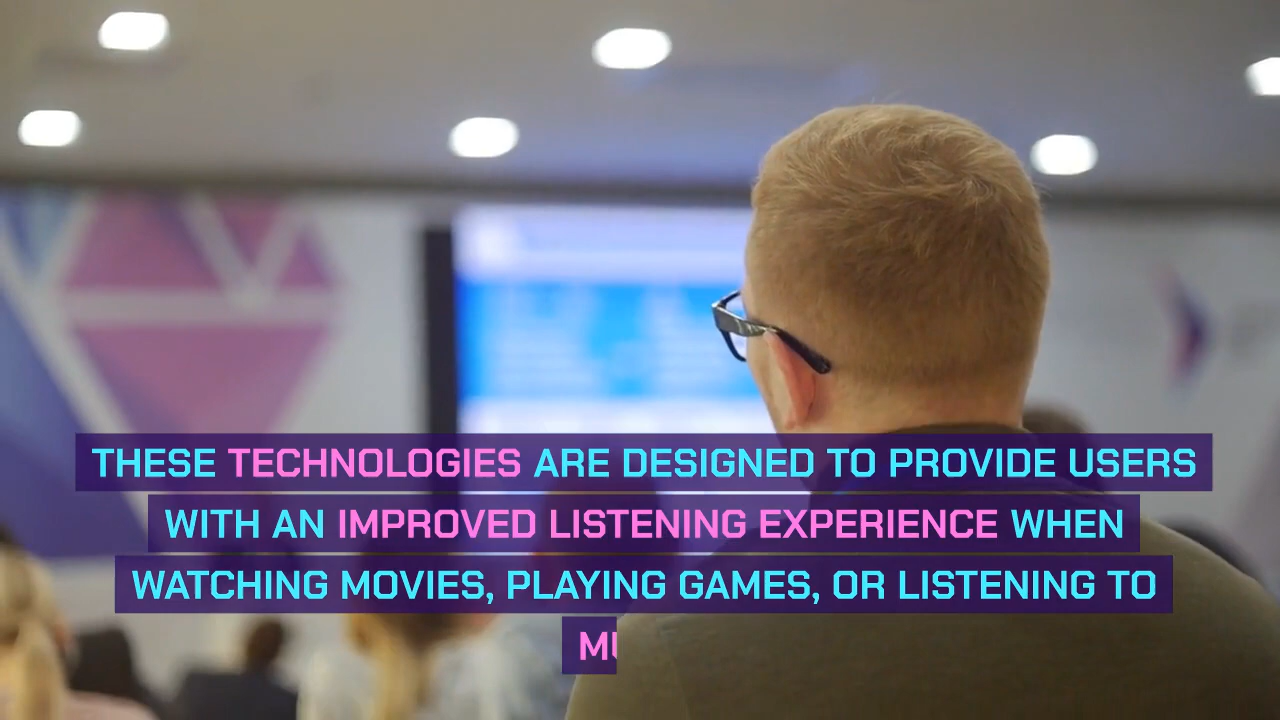 THESE TECHNOLOGIES ARE DESIGNED TO PROVIDE USERS
WITH AN IMPROVED LISTENING EXPERIENCE WHEN
WATCHING MOVIES, PLAYING GAMES, OR LISTENING TO